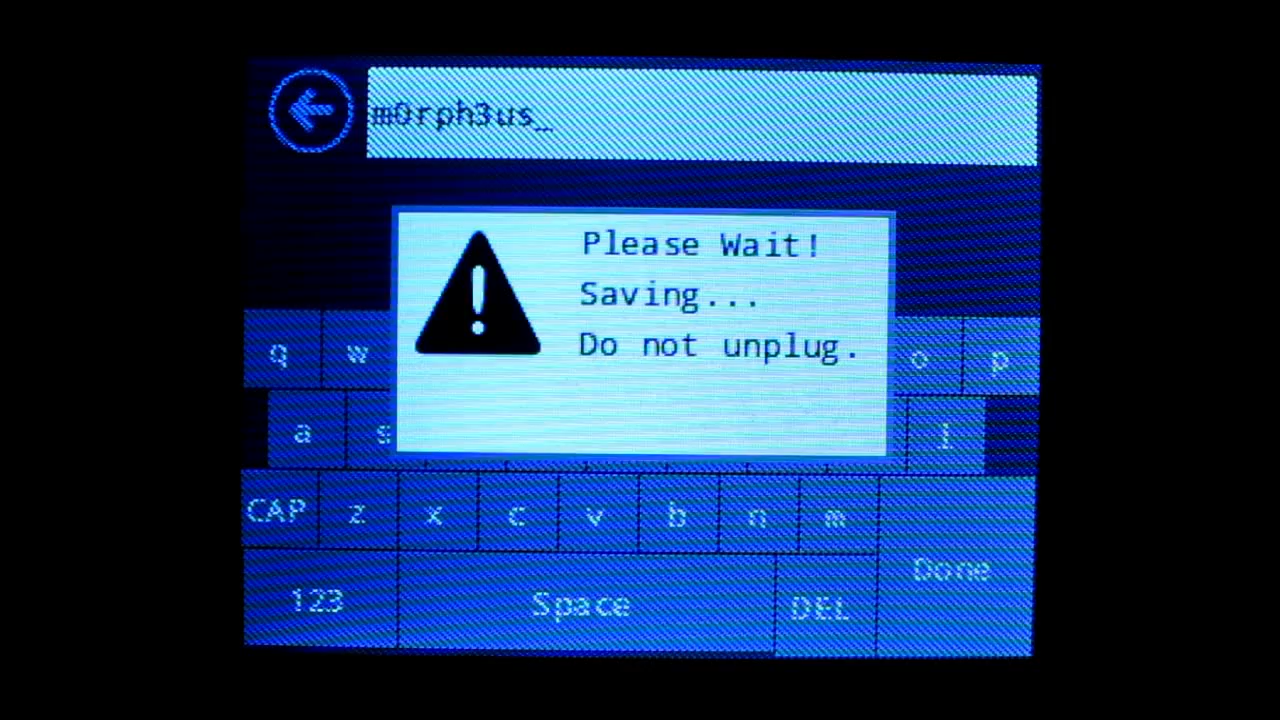 m0rph3us_
Please Wait!
Saving...
Do not unplug.
q w o p
a s l
CAP z x c v b n m
Done
123 Space DEL